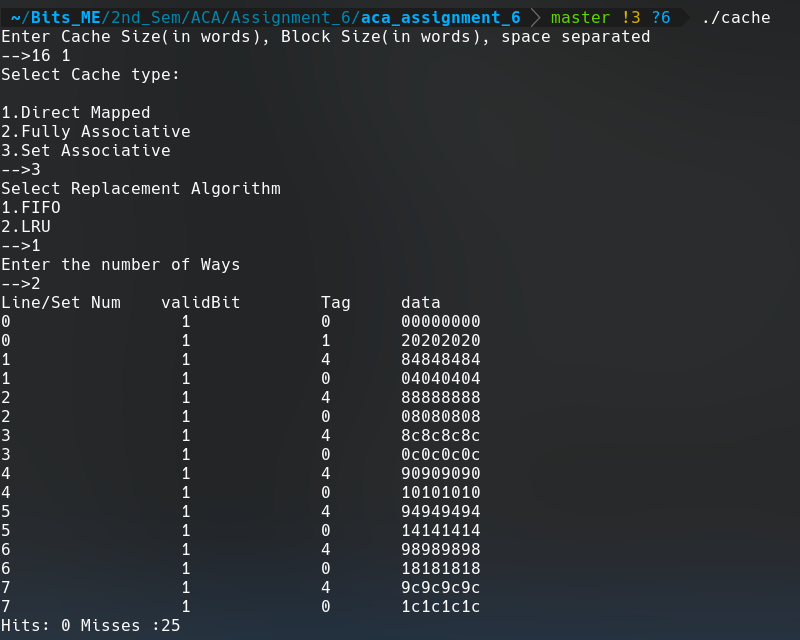 ~/Bits_ME/2nd_Sem/ACA/Assignment_6/aca_assignment_6 master !3 ?6 ./cache
Enter Cache Size(in words), Block Size(in words), space separated
-->16 1
Select Cache type:
1.Direct Mapped
2.Fully Associative
3.Set Associative
-->3
Select Replacement Algorithm
1.FIFO
2.LRU
-->1
Enter the number of Ways
-->2
Line/Set Num validBit Tag data
0 1 0 00000000
0 1 1 20202020
1 1 4 84848484
1 1 0 04040404
2 1 4 88888888
2 1 0 08080808
3 1 4 8c8c8c8c
3 1 0 0c0c0c0c
4 1 4 90909090
4 1 0 10101010
5 1 4 94949494
5 1 0 14141414
6 1 4 98989898
6 1 0 18181818
7 1 4 9c9c9c9c
7 1 0 1c1c1c1c
Hits: 0 Misses :25